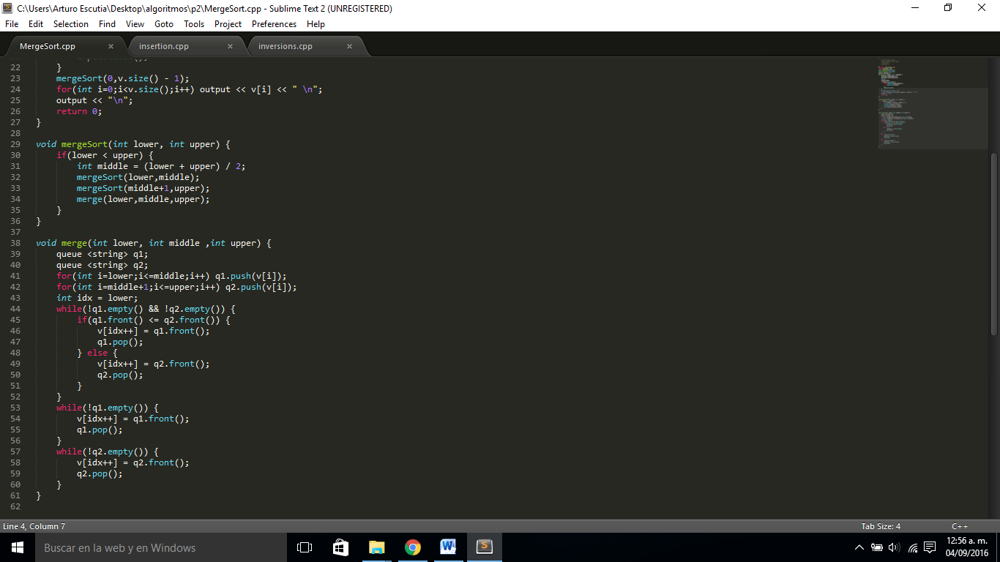 C:\Users\Arturo Escutia\Desktop\algoritmos\p2\MergeSort.cpp - Sublime Text 2 (UNREGISTERED)
File Edit Selection Find View Goto Tools Project Preferences Help
MergeSort.cpp × insertion.cpp × inversions.cpp ×
22 }
23 mergeSort(0,v.size() - 1);
24 for(int i=0;i<v.size();i++) output << v[i] << " \n";
25 output << "\n";
26 return 0;
27 }
28
29 void mergeSort(int lower, int upper) {
30 if(lower < upper) {
31 int middle = (lower + upper) / 2;
32 mergeSort(lower,middle);
33 mergeSort(middle+1,upper);
34 merge(lower,middle,upper);
35 }
36 }
37
38 void merge(int lower, int middle ,int upper) {
39 queue <string> q1;
40 queue <string> q2;
41 for(int i=lower;i<=middle;i++) q1.push(v[i]);
42 for(int i=middle+1;i<=upper;i++) q2.push(v[i]);
43 int idx = lower;
44 while(!q1.empty() && !q2.empty()) {
45 if(q1.front() <= q2.front()) {
46 v[idx++] = q1.front();
47 q1.pop();
48 } else {
49 v[idx++] = q2.front();
50 q2.pop();
51 }
52 }
53 while(!q1.empty()) {
54 v[idx++] = q1.front();
55 q1.pop();
56 }
57 while(!q2.empty()) {
58 v[idx++] = q2.front();
59 q2.pop();
60 }
61 }
62
Line 4, Column 7 Tab Size: 4 C++
Buscar en la web y en Windows
12:56 a. m.
04/09/2016